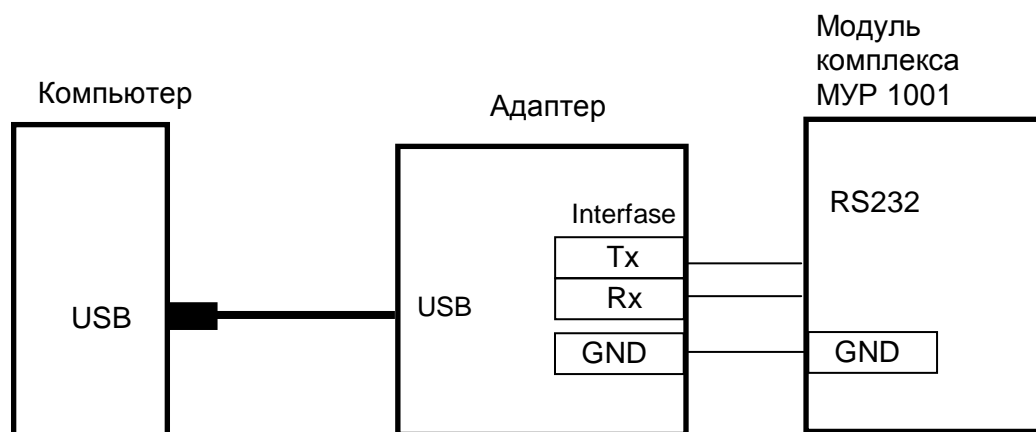 Модуль
комплекса
МУР 1001
Компьютер
Адаптер
RS232
Interfase
Tx
USB
USB
Rx
GND
GND